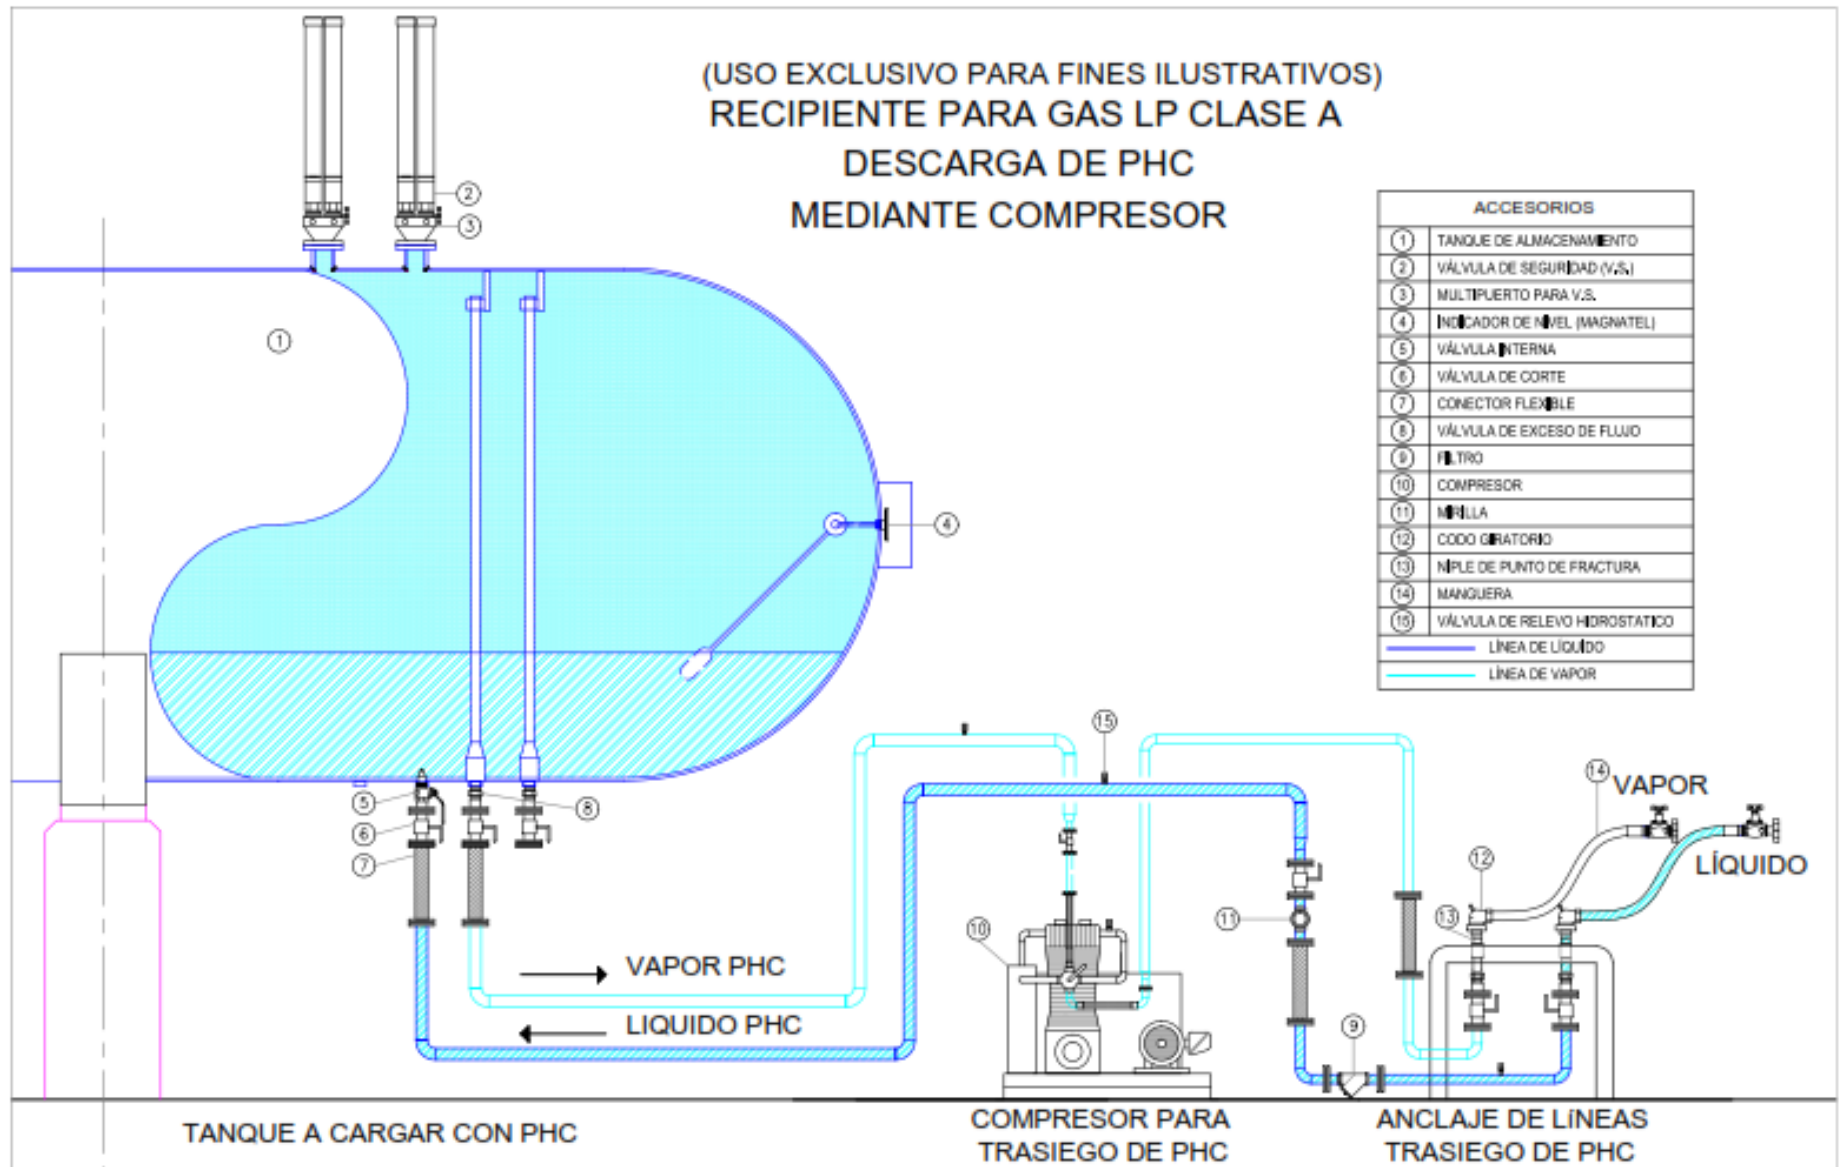 (USO EXCLUSIVO PARA FINES ILUSTRATIVOS)
RECIPIENTE PARA GAS LP CLASE A
DESCARGA DE PHC
MEDIANTE COMPRESOR
2
3
1
4
ACCESORIOS
1 TANQUE DE ALMACENAMIENTO
2 VÁLVULA DE SEGURIDAD (V.S.)
3 MULTIPUERTO PARA V.S.
4 INDICADOR DE NIVEL (MAGNATEL)
5 VÁLVULA INTERNA
6 VÁLVULA DE CORTE
7 CONECTOR FLEXIBLE
8 VÁLVULA DE EXCESO DE FLUJO
9 FILTRO
10 COMPRESOR
11 MIRILLA
12 CODO GIRATORIO
13 NIPLE DE PUNTO DE FRACTURA
14 MANGUERA
15 VÁLVULA DE RELEVO HIDROSTATICO
LÍNEA DE LÍQUIDO
LÍNEA DE VAPOR
15
14
VAPOR
5
8
6
7
12
LÍQUIDO
11
13
10
VAPOR PHC
LIQUIDO PHC
9
TANQUE A CARGAR CON PHC
COMPRESOR PARA
TRASIEGO DE PHC
ANCLAJE DE LíNEAS
TRASIEGO DE PHC